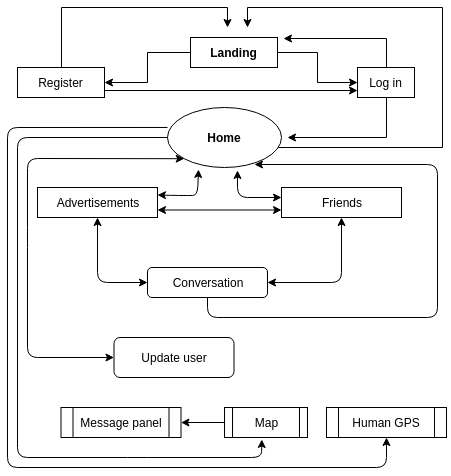 Landing
Register
Log in
Home
Advertisements
Friends
Conversation
Update user
Message panel
Map
Human GPS